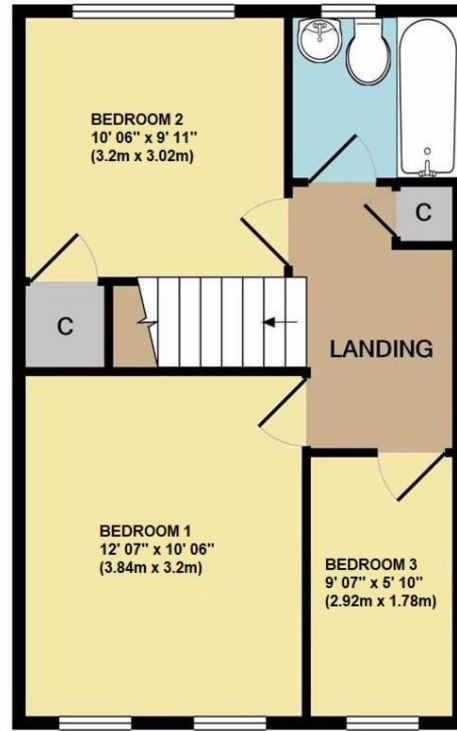 BEDROOM 2
10' 06" x 9' 11"
(3.2m x 3.02m)
C
C
LANDING
BEDROOM 1
12' 07" x 10' 06"
(3.84m x 3.2m)
BEDROOM 3
9' 07" x 5' 10"
(2.92m x 1.78m)